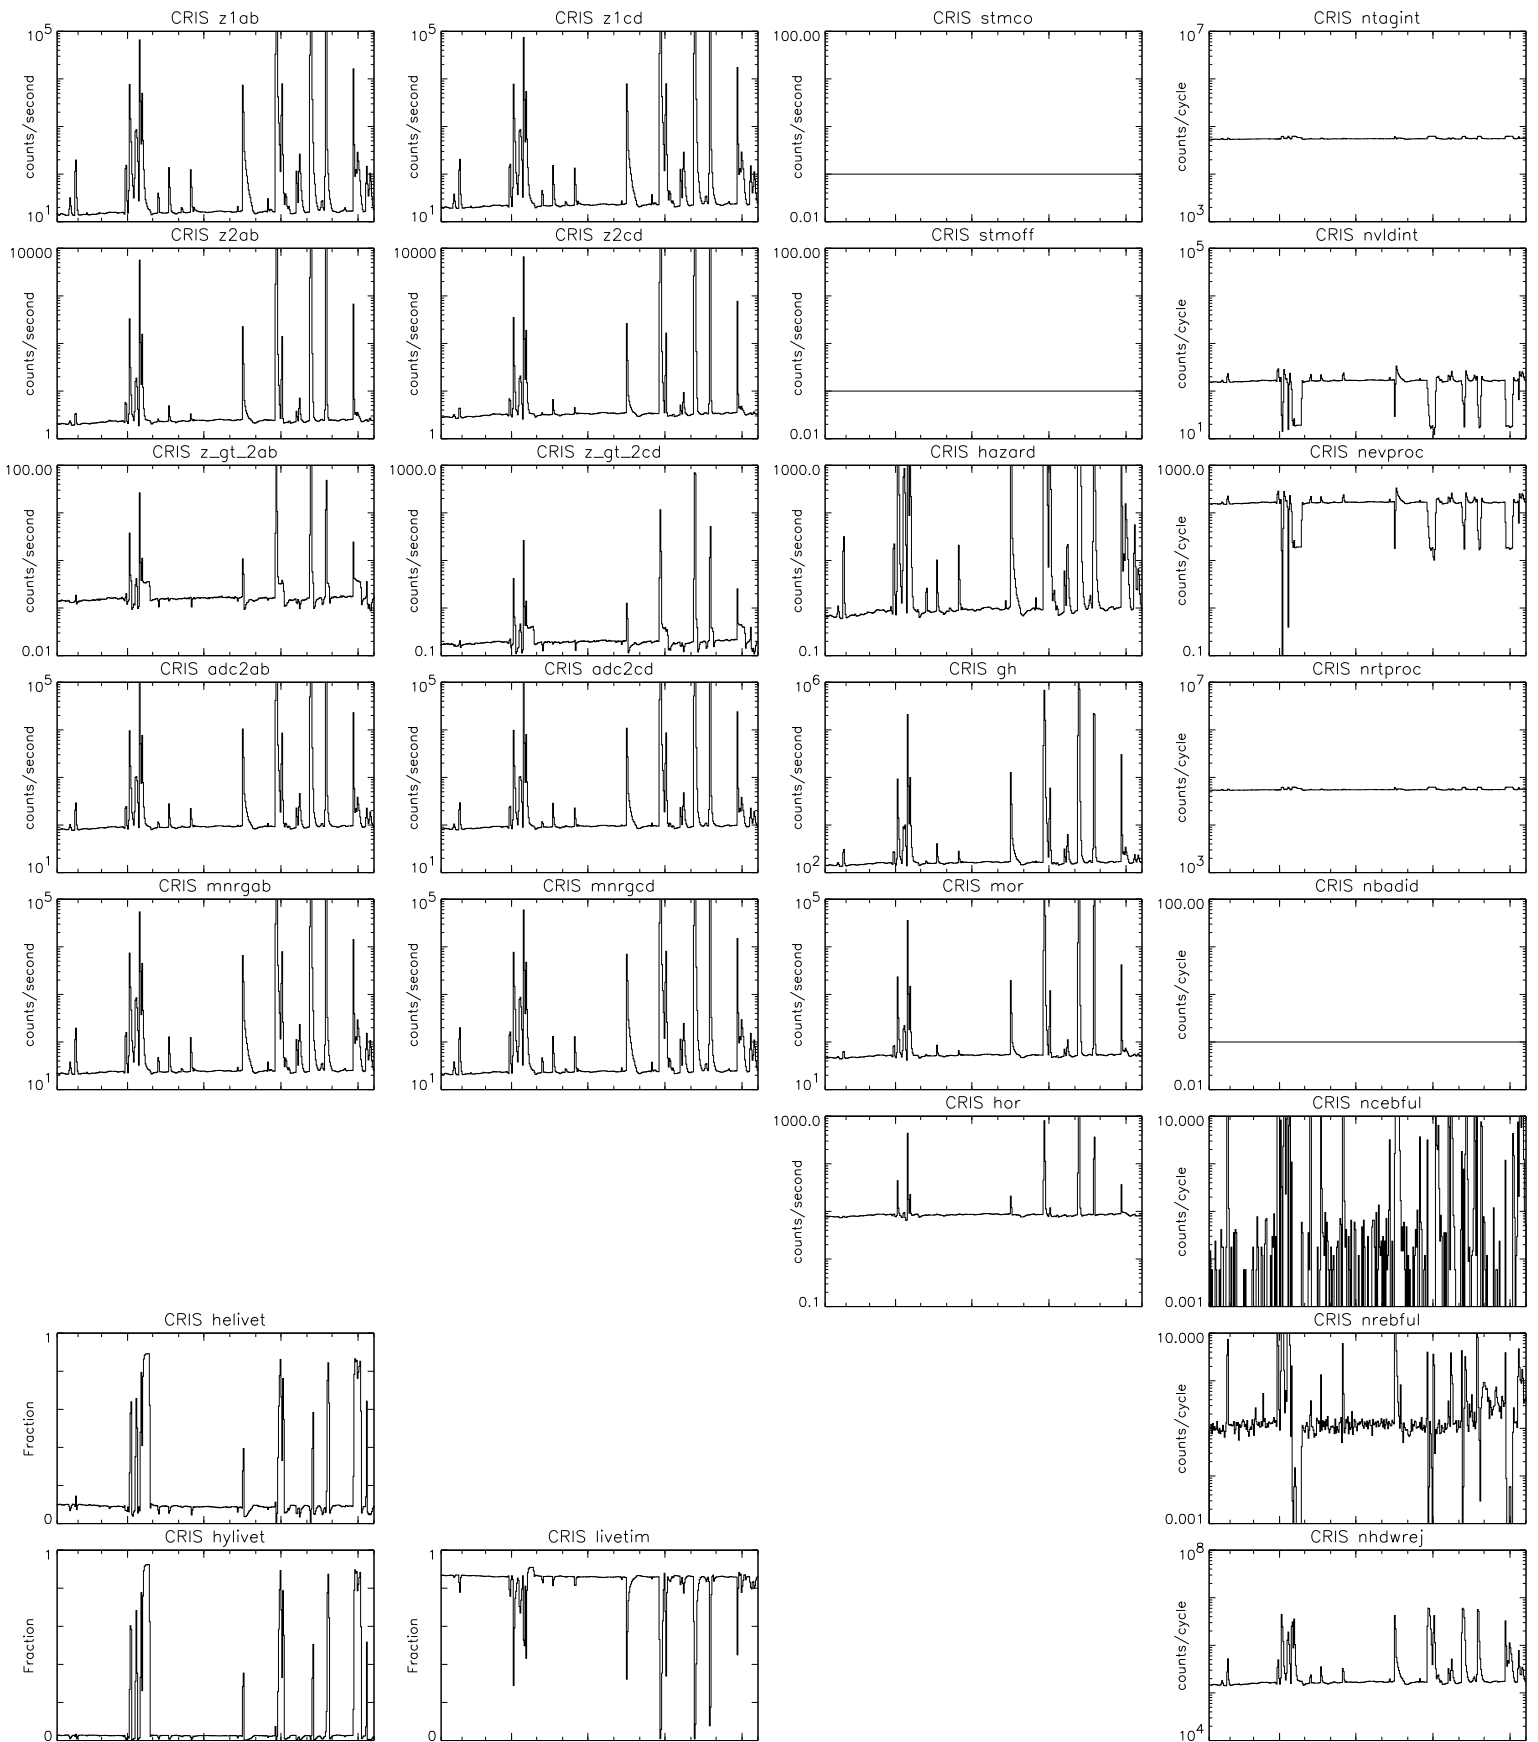 CRIS z1ab
10^5
counts/second
10^1
CRIS z1cd
10^5
counts/second
10^1
CRIS stmco
100.00
counts/second
0.01
CRIS ntagint
10^7
counts/cycle
10^3
CRIS z2ab
10000
counts/second
1
CRIS z2cd
10000
counts/second
1
CRIS stmoff
100.00
counts/second
0.01
CRIS nvldint
10^5
counts/cycle
10^1
CRIS z_gt_2ab
100.00
counts/second
0.01
CRIS z_gt_2cd
1000.0
counts/second
0.1
CRIS hazard
1000.0
counts/second
0.1
CRIS nevproc
1000.0
counts/cycle
0.1
CRIS adc2ab
10^5
counts/second
10^1
CRIS adc2cd
10^5
counts/second
10^1
CRIS gh
10^6
counts/second
10^2
CRIS nrtproc
10^7
counts/cycle
10^3
CRIS mnrgab
10^5
counts/second
10^1
CRIS mnrgcd
10^5
counts/second
10^1
CRIS mor
10^5
counts/second
10^1
CRIS nbadid
100.00
counts/cycle
0.01
CRIS hor
1000.0
counts/second
0.1
CRIS ncebful
10.000
counts/cycle
0.001
CRIS helivet
1
Fraction
0
CRIS nrebful
10.000
counts/cycle
0.001
CRIS hylivet
1
Fraction
0
CRIS livetim
1
Fraction
0
CRIS nhdwrej
10^8
counts/cycle
10^4